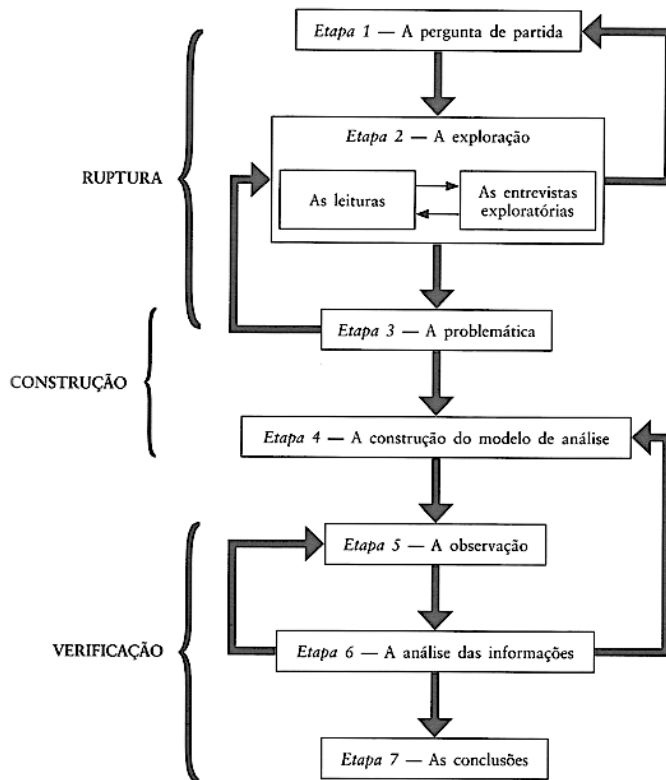 Etapa 1 — A pergunta de partida
Etapa 2 — A exploração
RUPTURA
As leituras
As entrevistas
exploratórias
Etapa 3 — A problemática
CONSTRUÇÃO
Etapa 4 — A construção do modelo de análise
Etapa 5 — A observação
VERIFICAÇÃO
Etapa 6 — A análise das informações
Etapa 7 — As conclusões